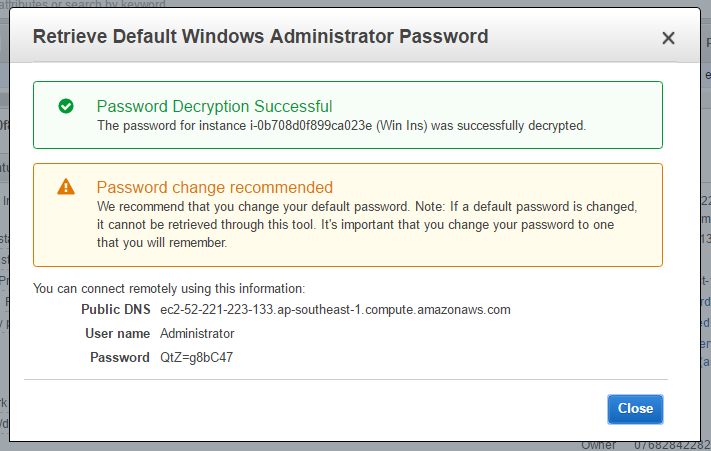 attributes or search by keyword
Retrieve Default Windows Administrator Password
Password Decryption Successful
The password for instance i-0b708d0f899ca023e (Win Ins) was successfully decrypted.
Password change recommended
We recommend that you change your default password. Note: If a default password is changed,
it cannot be retrieved through this tool. It's important that you change your password to one
that you will remember.
You can connect remotely using this information:
Public DNS ec2-52-221-223-133.ap-southeast-1.compute.amazonaws.com
User name Administrator
Password QtZ=g8bC47
Close
Owner 07682842282